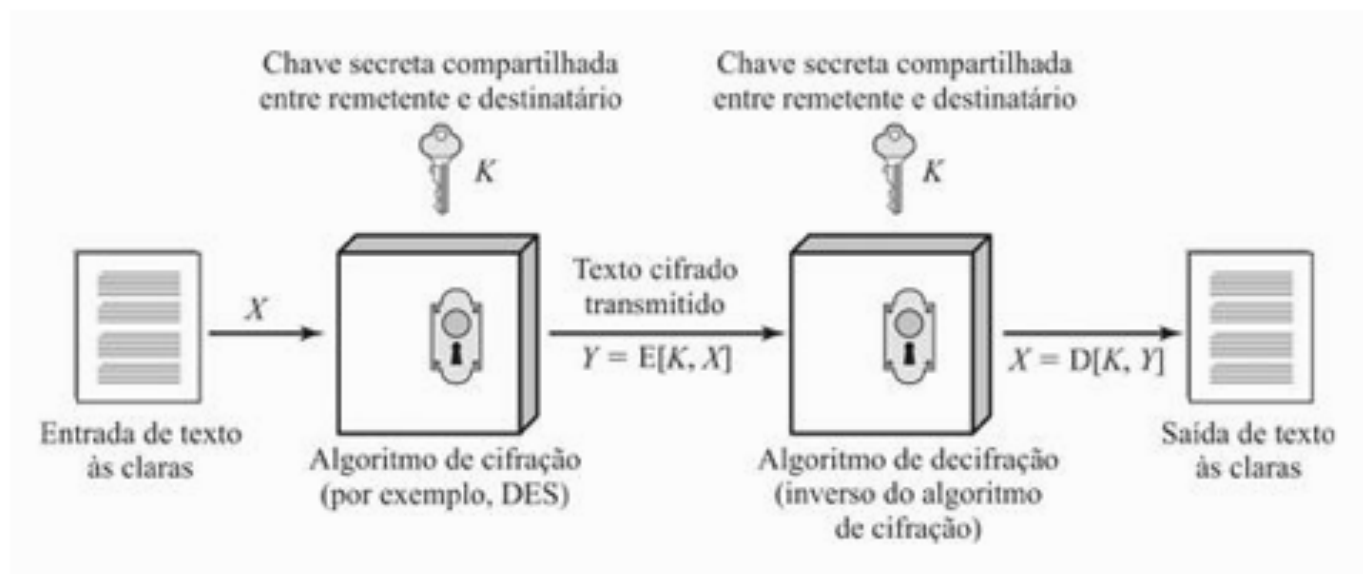 Chave secreta compartilhada
entre remetente e destinatário
K
Chave secreta compartilhada
entre remetente e destinatário
K
X
Texto cifrado
transmitido
Y = E[K, X]
X = D[K, Y]
Entrada de texto
às claras
Algoritmo de cifração
(por exemplo, DES)
Algoritmo de decifração
(inverso do algoritmo
de cifração)
Saída de texto
às claras